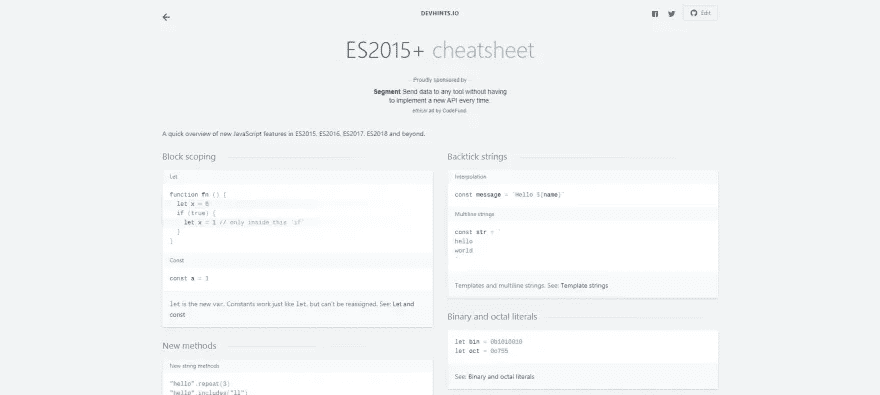 DEVHINTS.IO
Edit
ES2015+ cheatsheet
Proudly sponsored by
Segment Send data to any tool without having
to implement a new API every time
ethical ad by CodeFund
A quick overview of new JavaScript features in ES2015, ES2016, ES2017, ES2018 and beyond.
Block scoping
Let
function fn () {
let x = 0
if (true) {
let x = 1 // only inside this `if`
}
}
Const
const a = 1
let is the new var. Constants work just like let, but can't be reassigned. See: Let and
const
New methods
New string methods
"hello".repeat(3)
"hello".includes("ll")
Backtick strings
Interpolation
const message = `Hello ${name}`
Multiline strings
const str = `
hello
world
`
Templates and multiline strings. See: Template strings
Binary and octal literals
let bin = 0b1010010
let oct = 0o755
See: Binary and octal literals